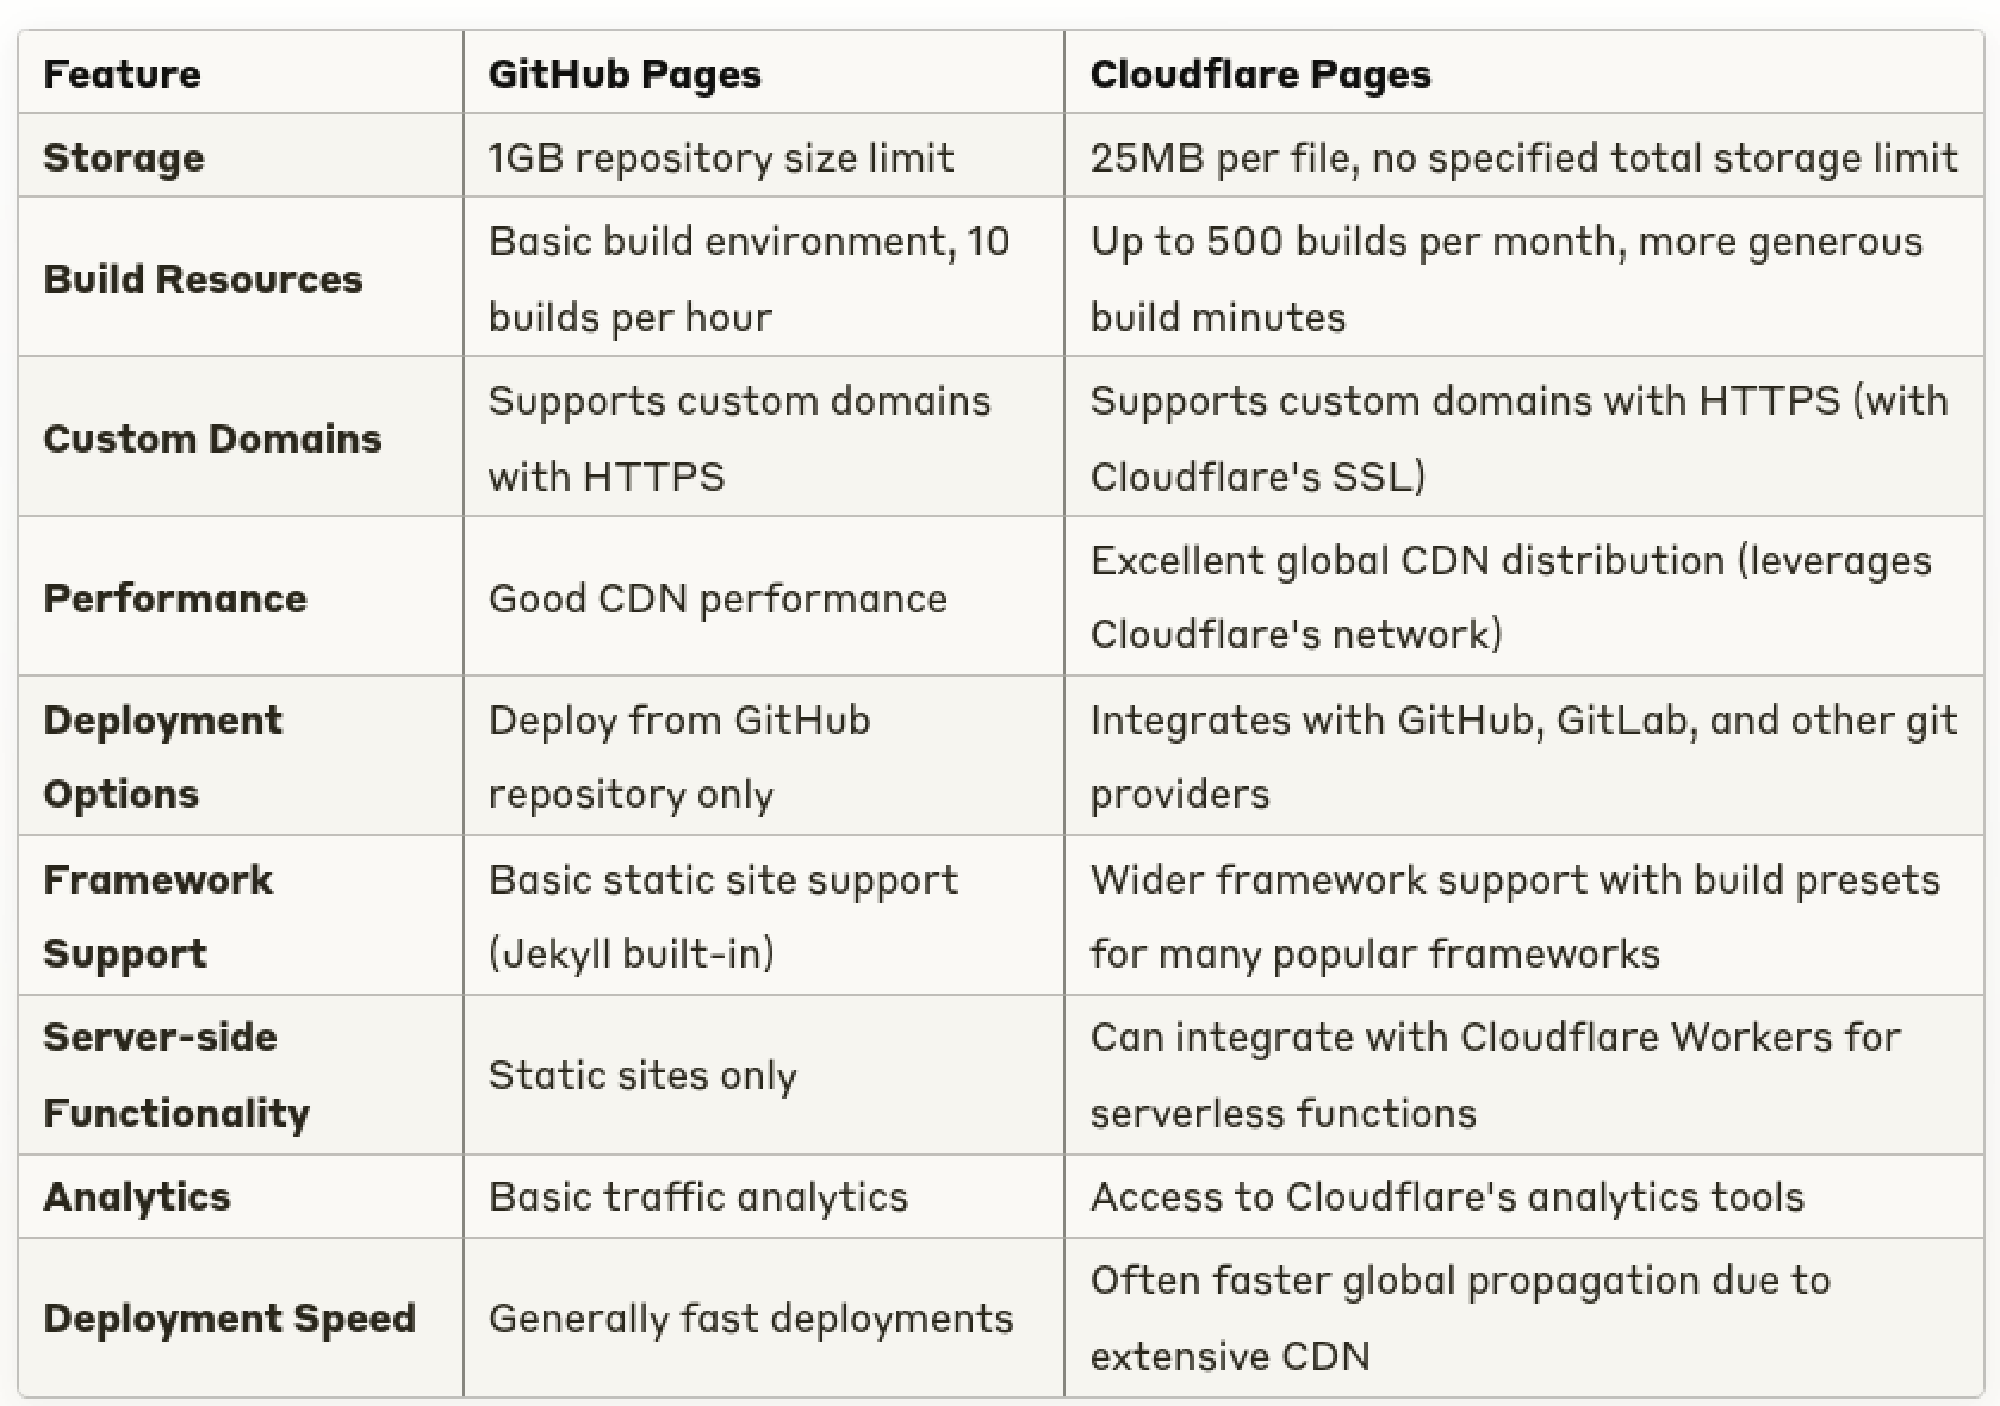 Feature GitHub Pages Cloudflare Pages
Storage 1GB repository size limit 25MB per file, no specified total storage limit
Build Resources
Basic build environment, 10
builds per hour
Up to 500 builds per month, more generous
build minutes
Custom Domains
Supports custom domains
with HTTPS
Supports custom domains with HTTPS (with
Cloudflare's SSL)
Performance
Good CDN performance
Excellent global CDN distribution (leverages
Cloudflare's network)
Deployment
Options
Deploy from GitHub
repository only
Integrates with GitHub, GitLab, and other git
providers
Framework
Support
Basic static site support
(Jekyll built-in)
Wider framework support with build presets
for many popular frameworks
Server-side
Functionality
Static sites only
Can integrate with Cloudflare Workers for
serverless functions
Analytics Basic traffic analytics Access to Cloudflare's analytics tools
Deployment Speed
Generally fast deployments
Often faster global propagation due to
extensive CDN